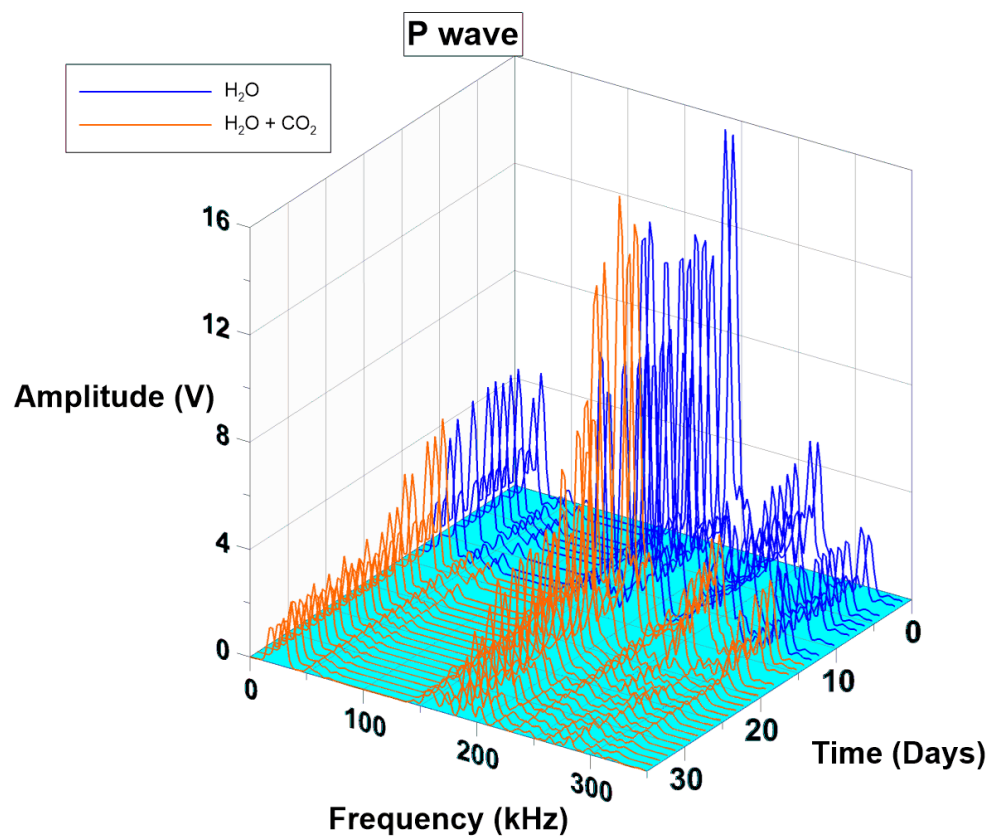 P wave
H₂O
H₂O + CO₂
16
12
Amplitude (V)
8
4
0
0
100
200
300
Frequency (kHz)
0
10
20
30
Time (Days)